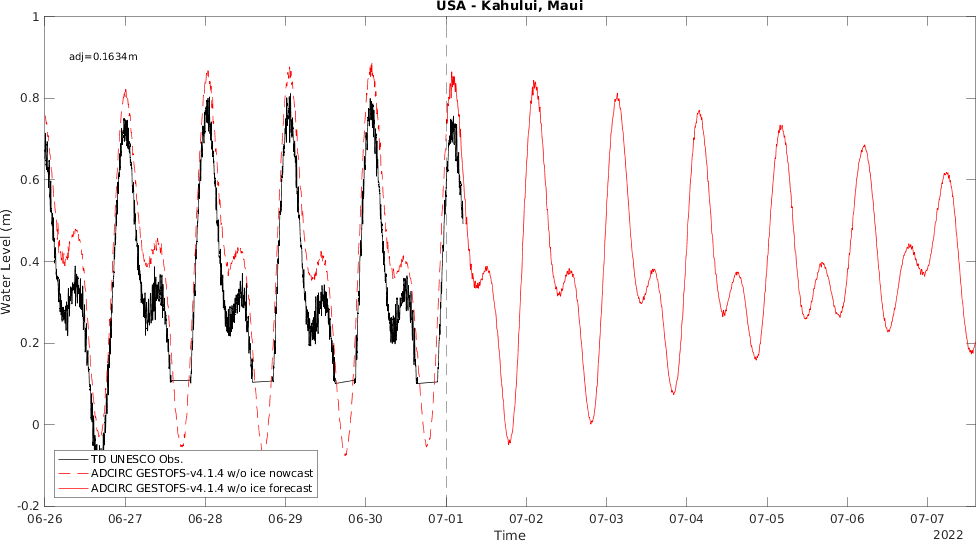 USA - Kahului, Maui
adj=0.1634m
Water Level (m)
1
0.8
0.6
0.4
0.2
0
-0.2
TD UNESCO Obs.
ADCIRC GESTOFS-v4.1.4 w/o ice nowcast
ADCIRC GESTOFS-v4.1.4 w/o ice forecast
06-26 06-27 06-28 06-29 06-30 07-01 07-02 07-03 07-04 07-05 07-06 07-07
Time
2022